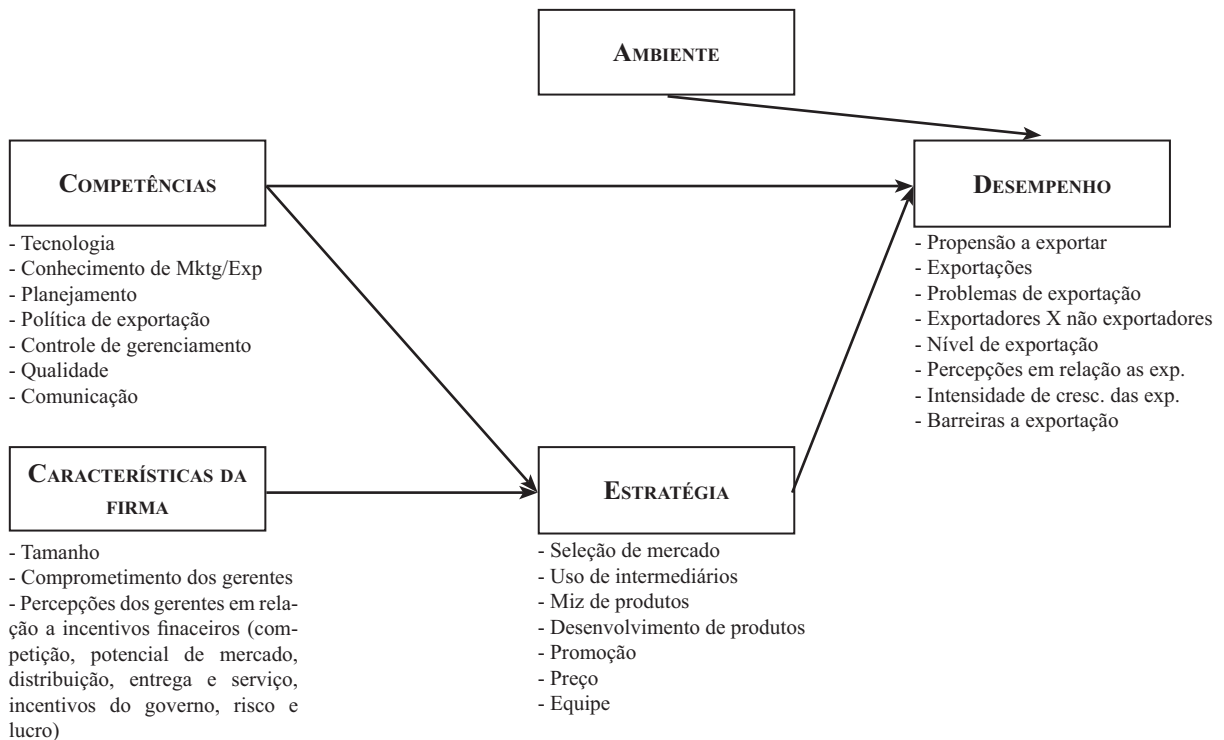 AMBIENTE
COMPETÊNCIAS
- Tecnologia
- Conhecimento de Mktg/Exp
- Planejamento
- Política de exportação
- Controle de gerenciamento
- Qualidade
- Comunicação
DESEMPENHO
- Propensão a exportar
- Exportações
- Problemas de exportação
- Exportadores X não exportadores
- Nível de exportação
- Percepções em relação as exp.
- Intensidade de cresc. das exp.
- Barreiras a exportação
CARACTERÍSTICAS DA
FIRMA
- Tamanho
- Comprometimento dos gerentes
- Percepções dos gerentes em rela-
ção a incentivos finaceiros (com-
petição, potencial de mercado,
distribuição, entrega e serviço,
incentivos do governo, risco e
lucro)
ESTRATÉGIA
- Seleção de mercado
- Uso de intermediários
- Miz de produtos
- Desenvolvimento de produtos
- Promoção
- Preço
- Equipe